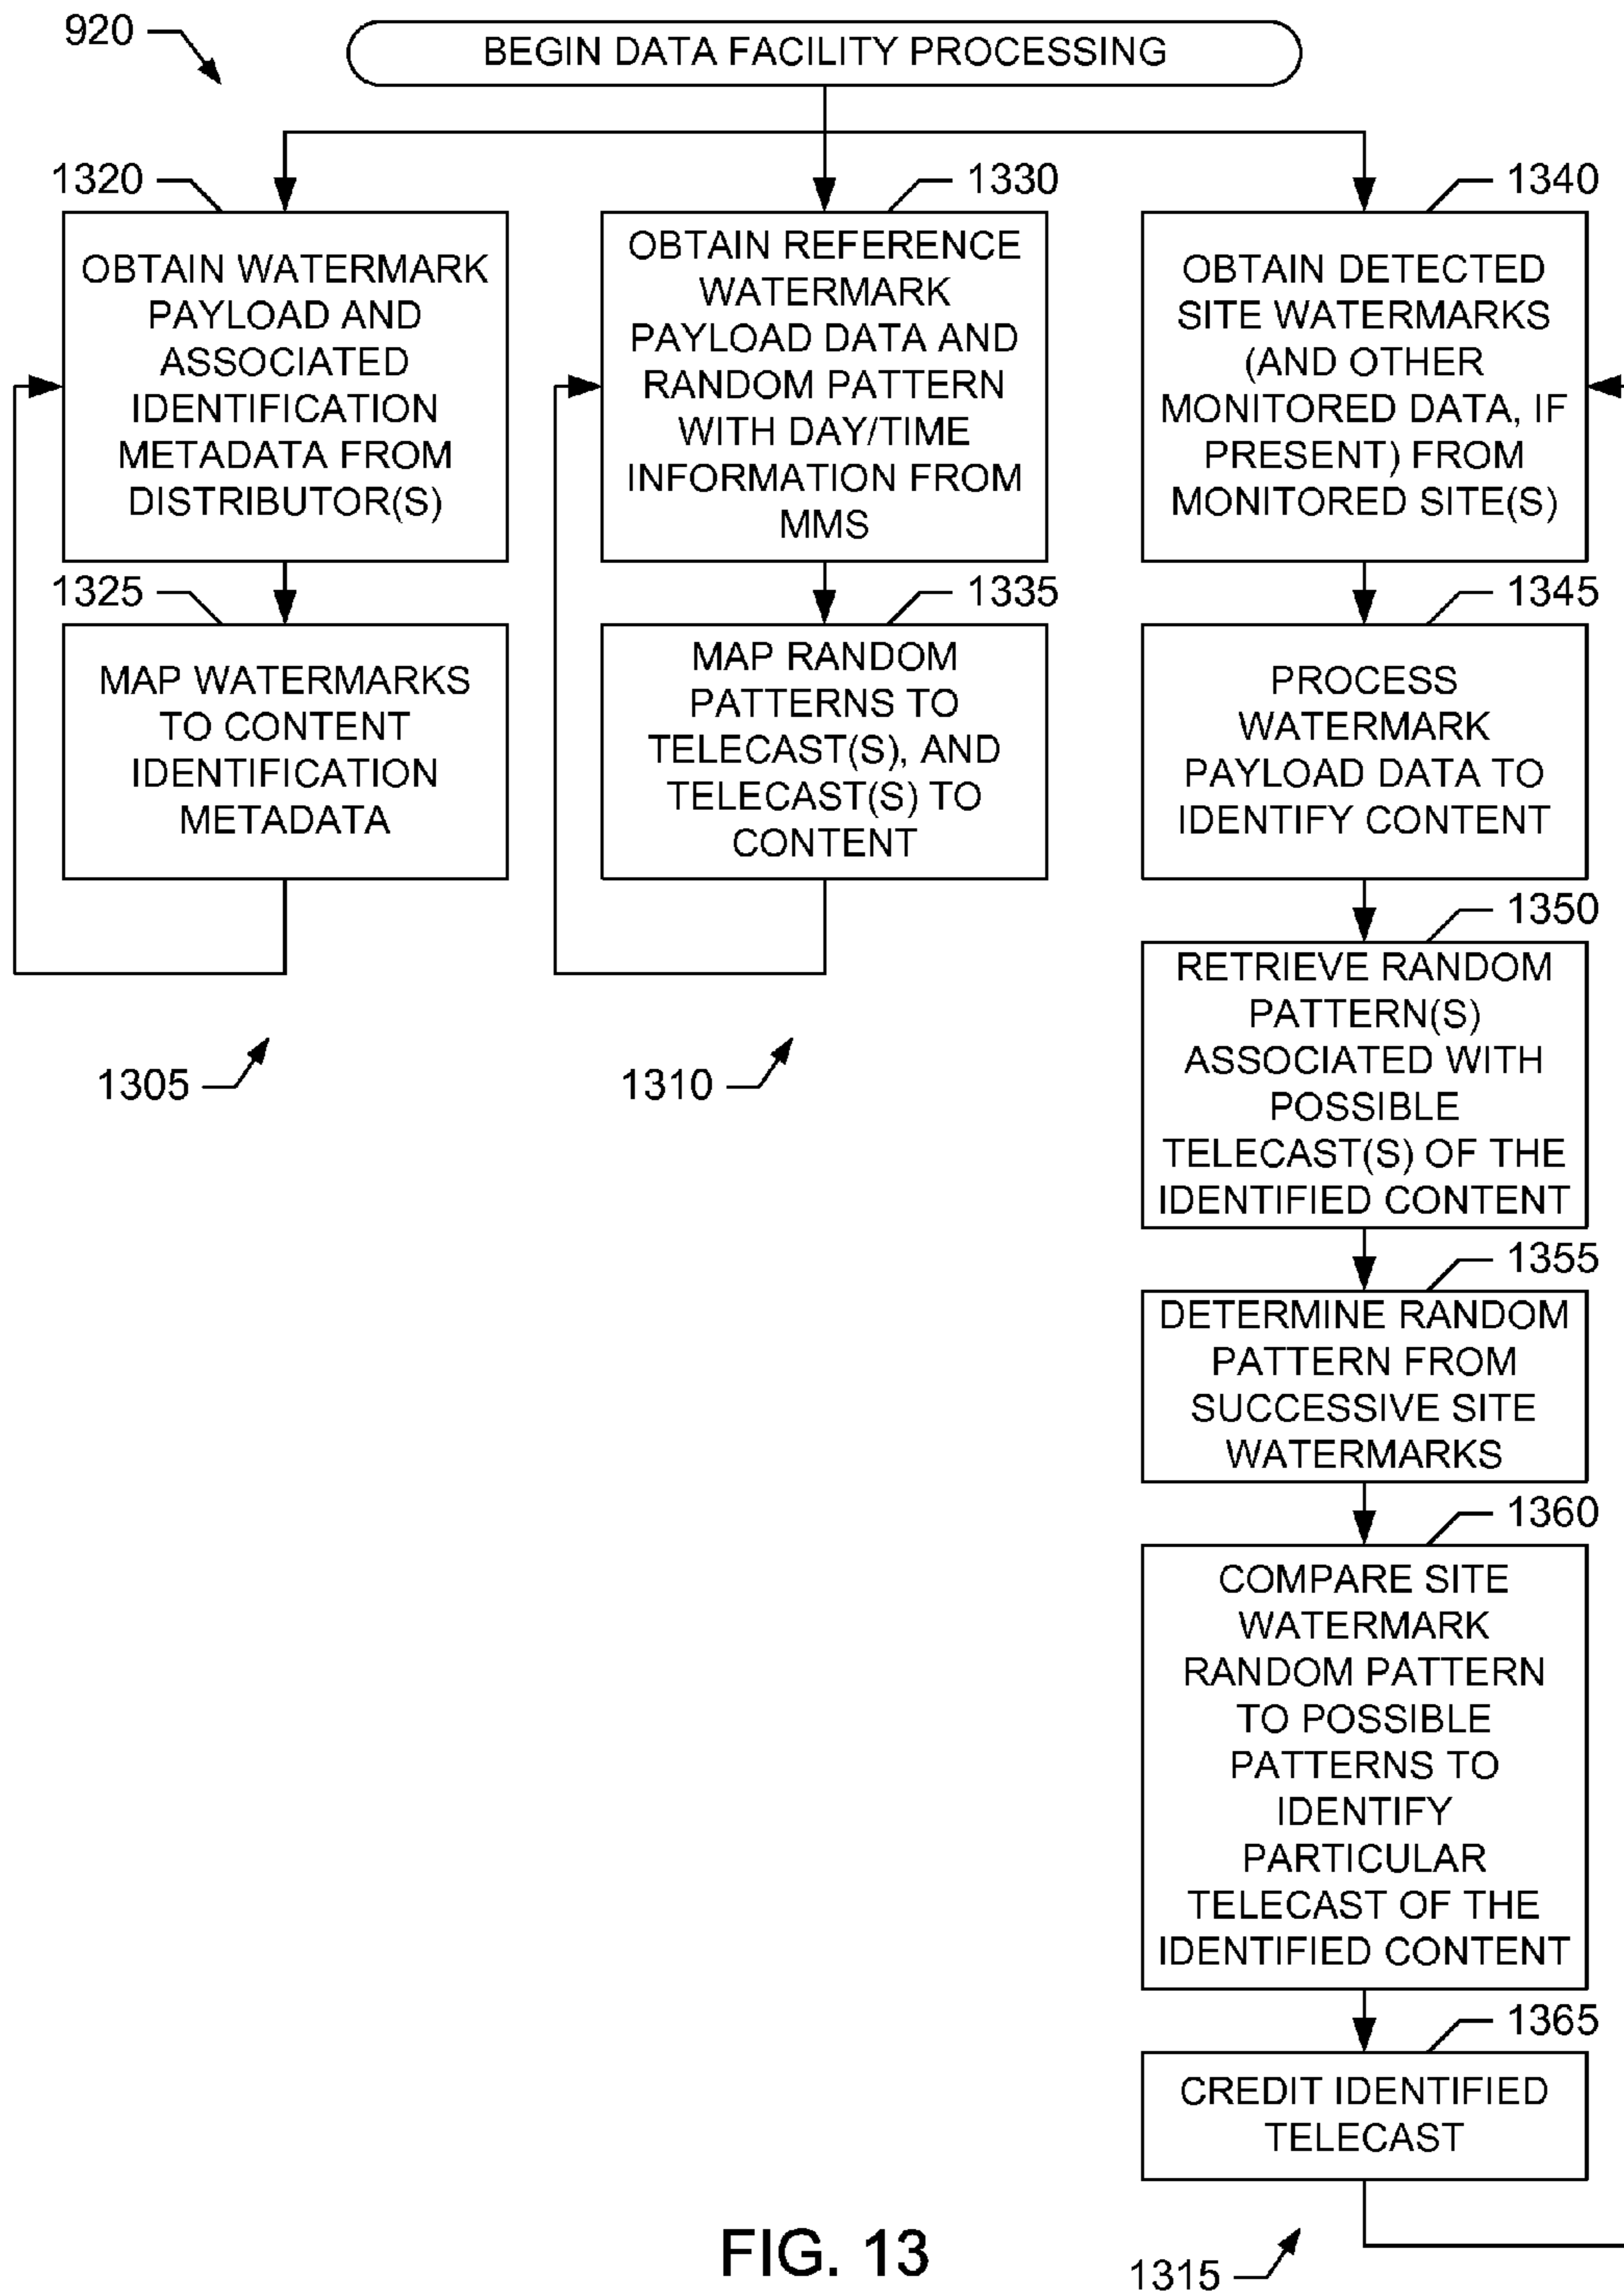 920
BEGIN DATA FACILITY PROCESSING
1320
OBTAIN WATERMARK
PAYLOAD AND
ASSOCIATED
IDENTIFICATION
METADATA FROM
DISTRIBUTOR(S)
1325
MAP WATERMARKS
TO CONTENT
IDENTIFICATION
METADATA
1305
1330
OBTAIN REFERENCE
WATERMARK
PAYLOAD DATA AND
RANDOM PATTERN
WITH DAY/TIME
INFORMATION FROM
MMS
1335
MAP RANDOM
PATTERNS TO
TELECAST(S), AND
TELECAST(S) TO
CONTENT
1310
1340
OBTAIN DETECTED
SITE WATERMARKS
(AND OTHER
MONITORED DATA, IF
PRESENT) FROM
MONITORED SITE(S)
1345
PROCESS
WATERMARK
PAYLOAD DATA TO
IDENTIFY CONTENT
1350
RETRIEVE RANDOM
PATTERN(S)
ASSOCIATED WITH
POSSIBLE
TELECAST(S) OF THE
IDENTIFIED CONTENT
1355
DETERMINE RANDOM
PATTERN FROM
SUCCESSIVE SITE
WATERMARKS
1360
COMPARE SITE
WATERMARK
RANDOM PATTERN
TO POSSIBLE
PATTERNS TO
IDENTIFY
PARTICULAR
TELECAST OF THE
IDENTIFIED CONTENT
1365
CREDIT IDENTIFIED
TELECAST
1315
FIG. 13